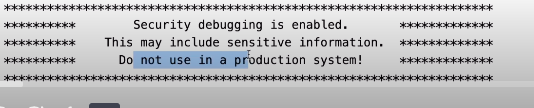 ************************************************************
********** Security debugging is enabled. *************
********** This may include sensitive information. *************
********** Do not use in a production system! *************
************************************************************